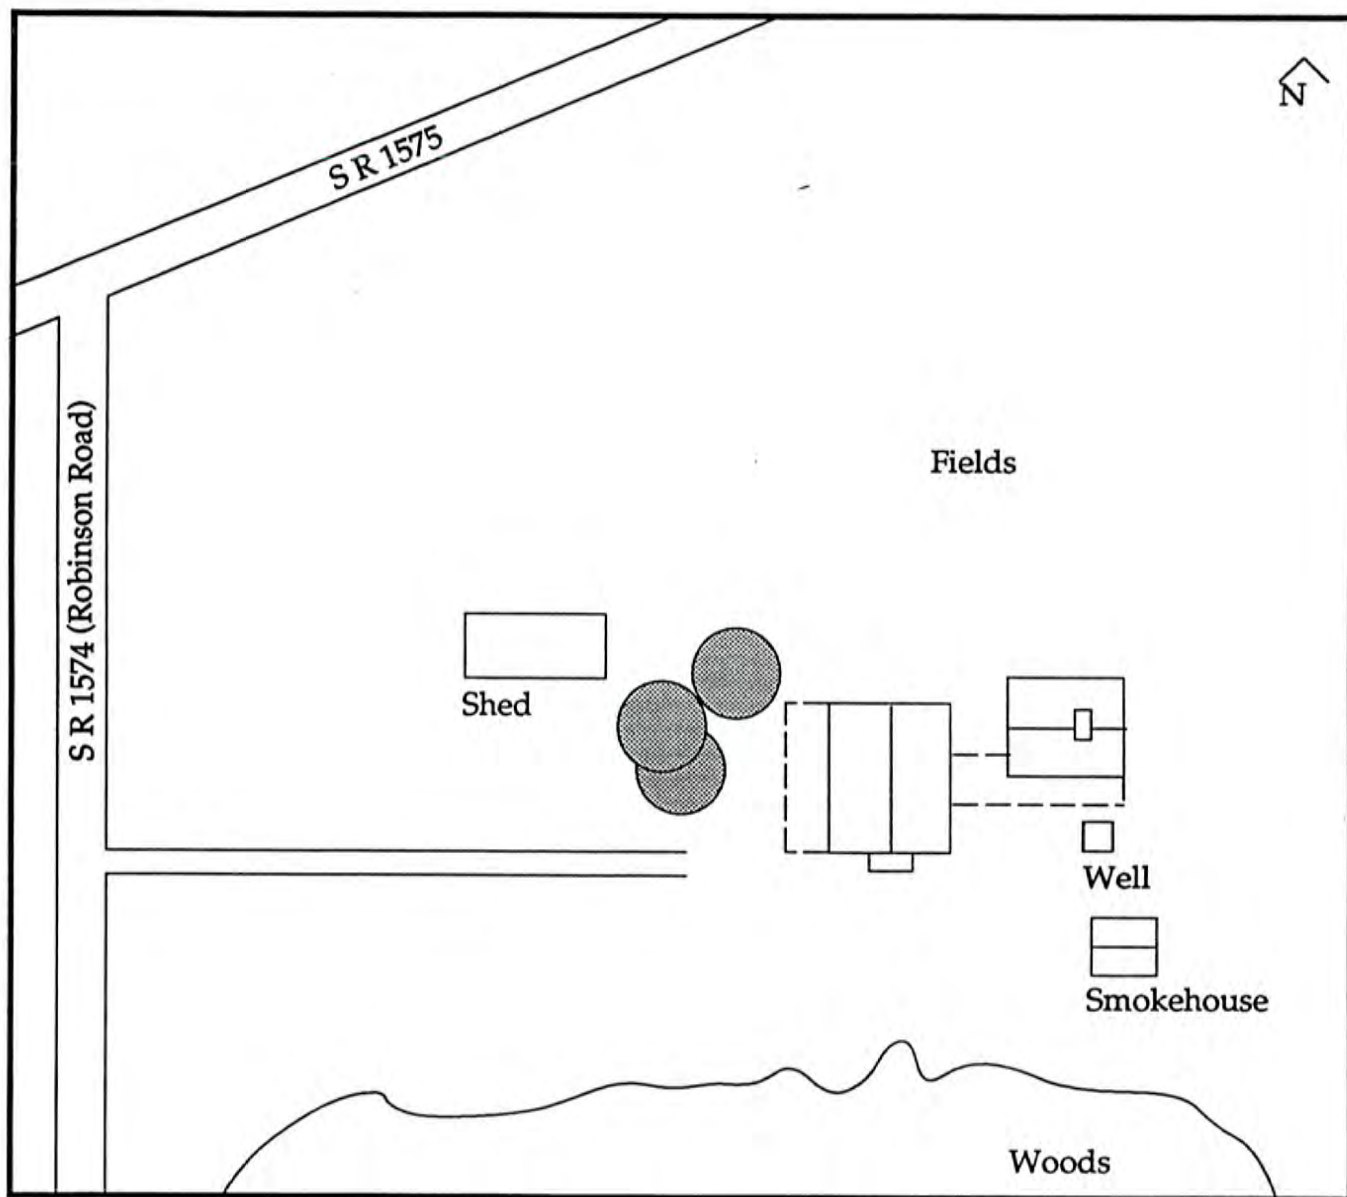 N
S R 1575
S R 1574 (Robinson Road)
Fields
Shed
Well
Smokehouse
Woods